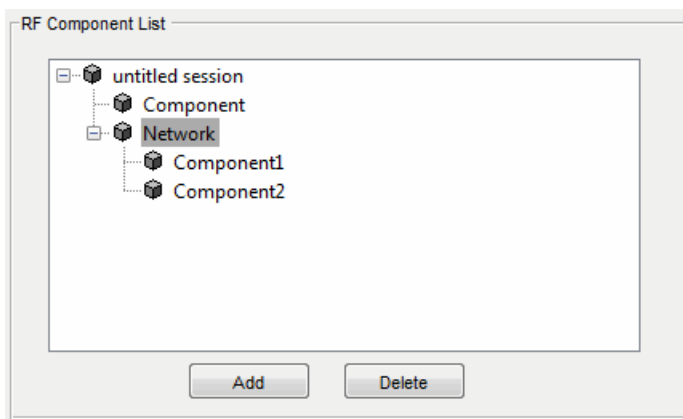 RF Component List
untitled session
Component
Network
Component1
Component2
Add Delete